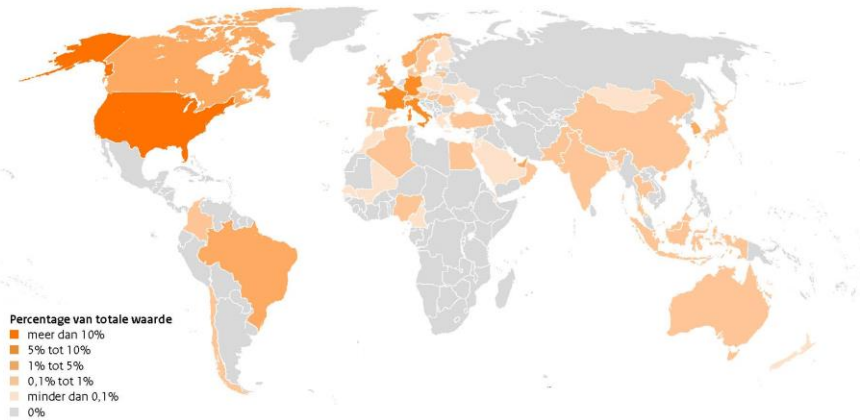 Percentage van totale waarde
meer dan 10%
5% tot 10%
1% tot 5%
0,1% tot 1%
minder dan 0,1%
0%